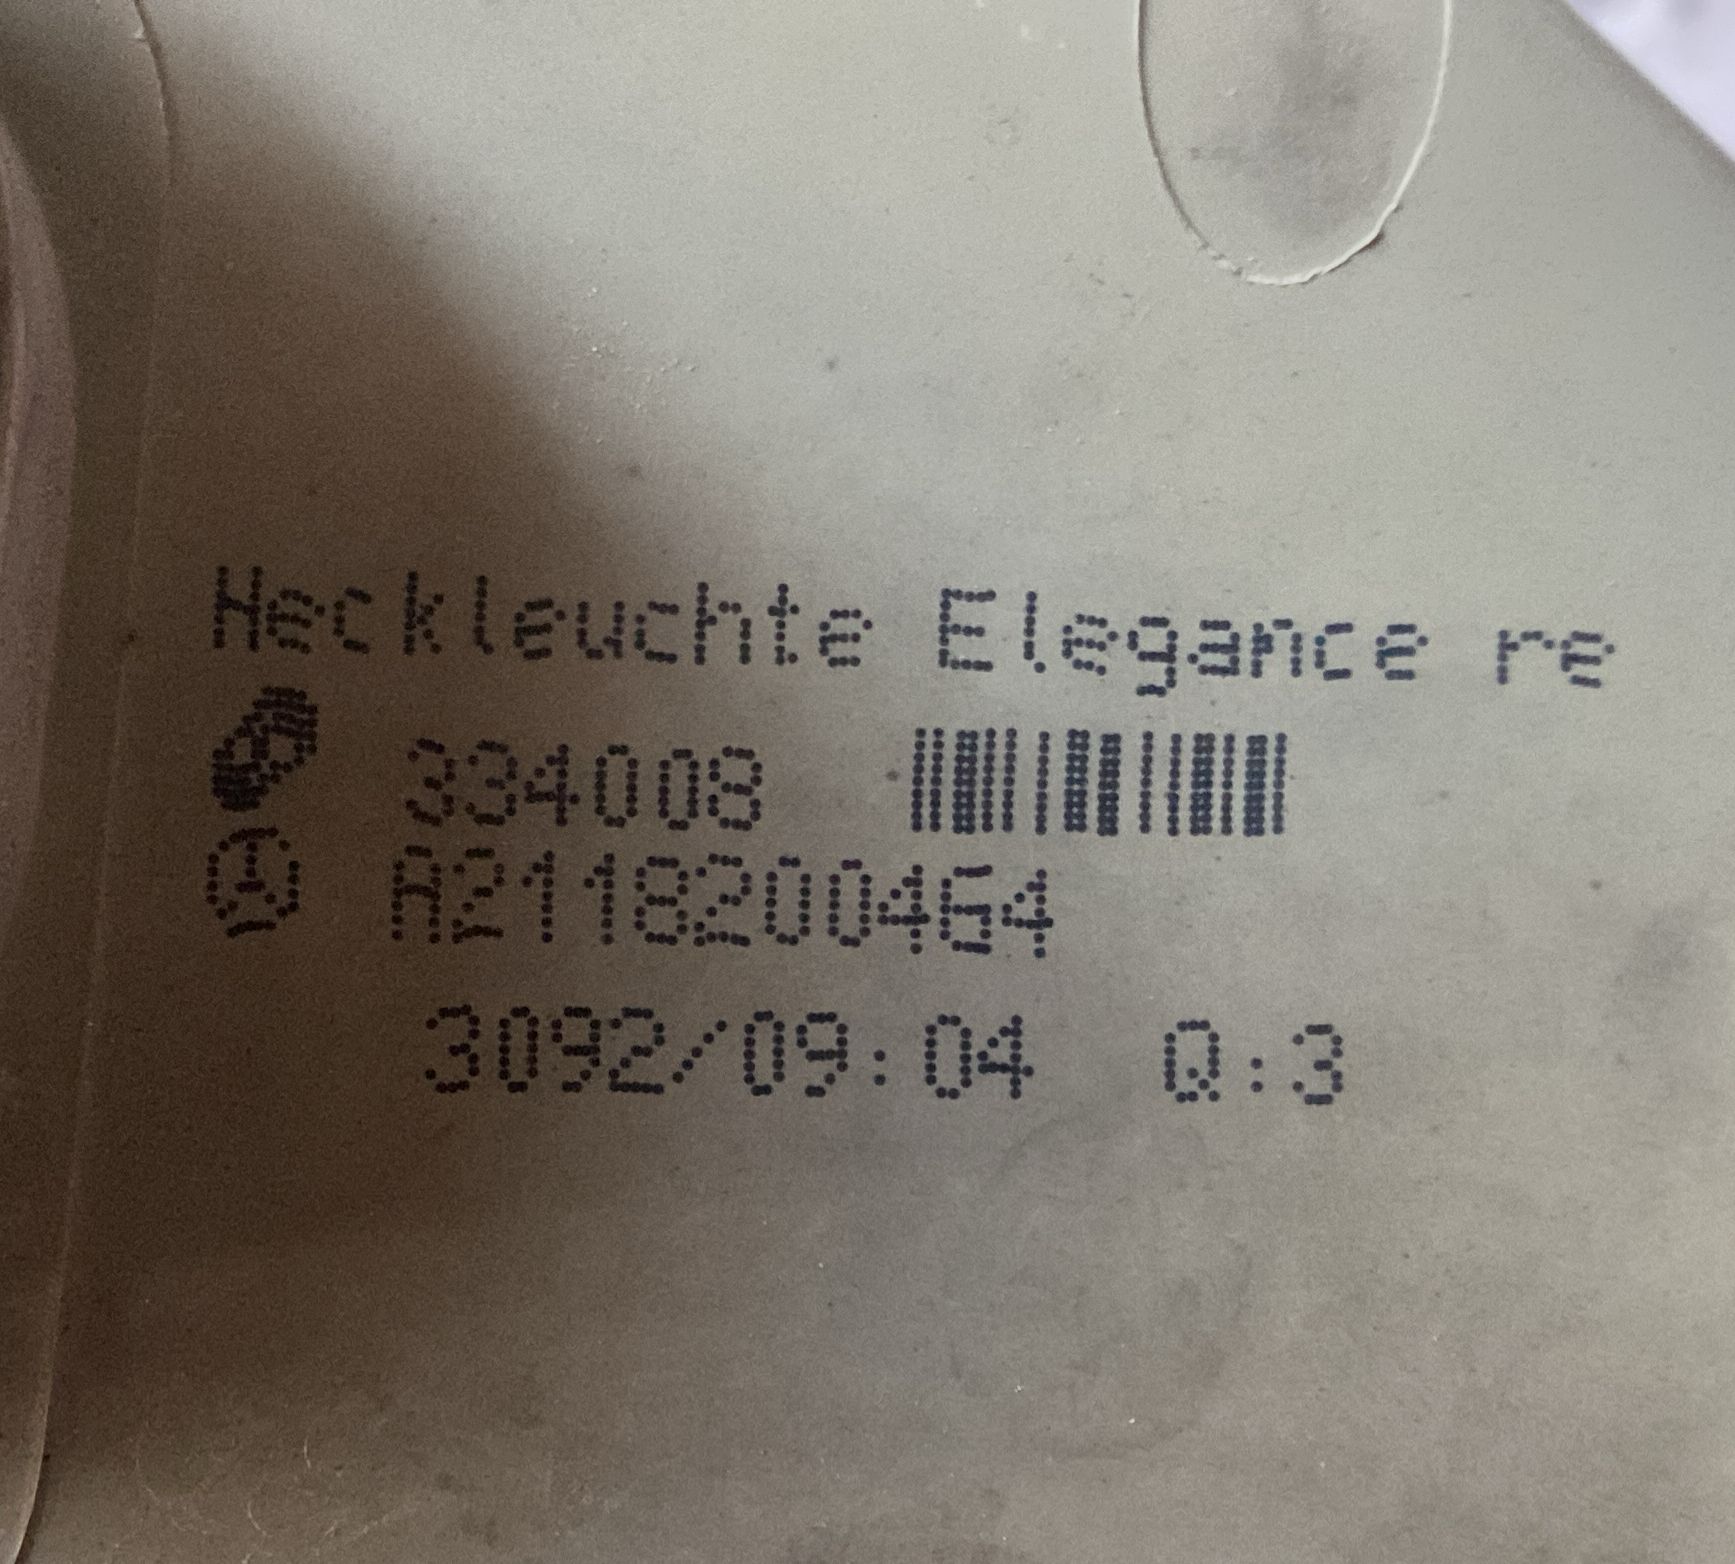 Heckleuchte Elegance re
334008
A2118200464
3092/09:04 Q:3